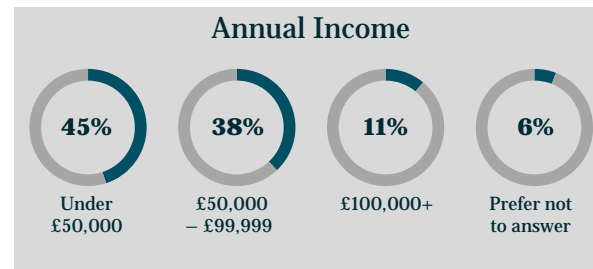 Annual Income
45%
38%
11%
6%
Under
£50,000
£50,000
– £99,999
£100,000+
Prefer not
to answer